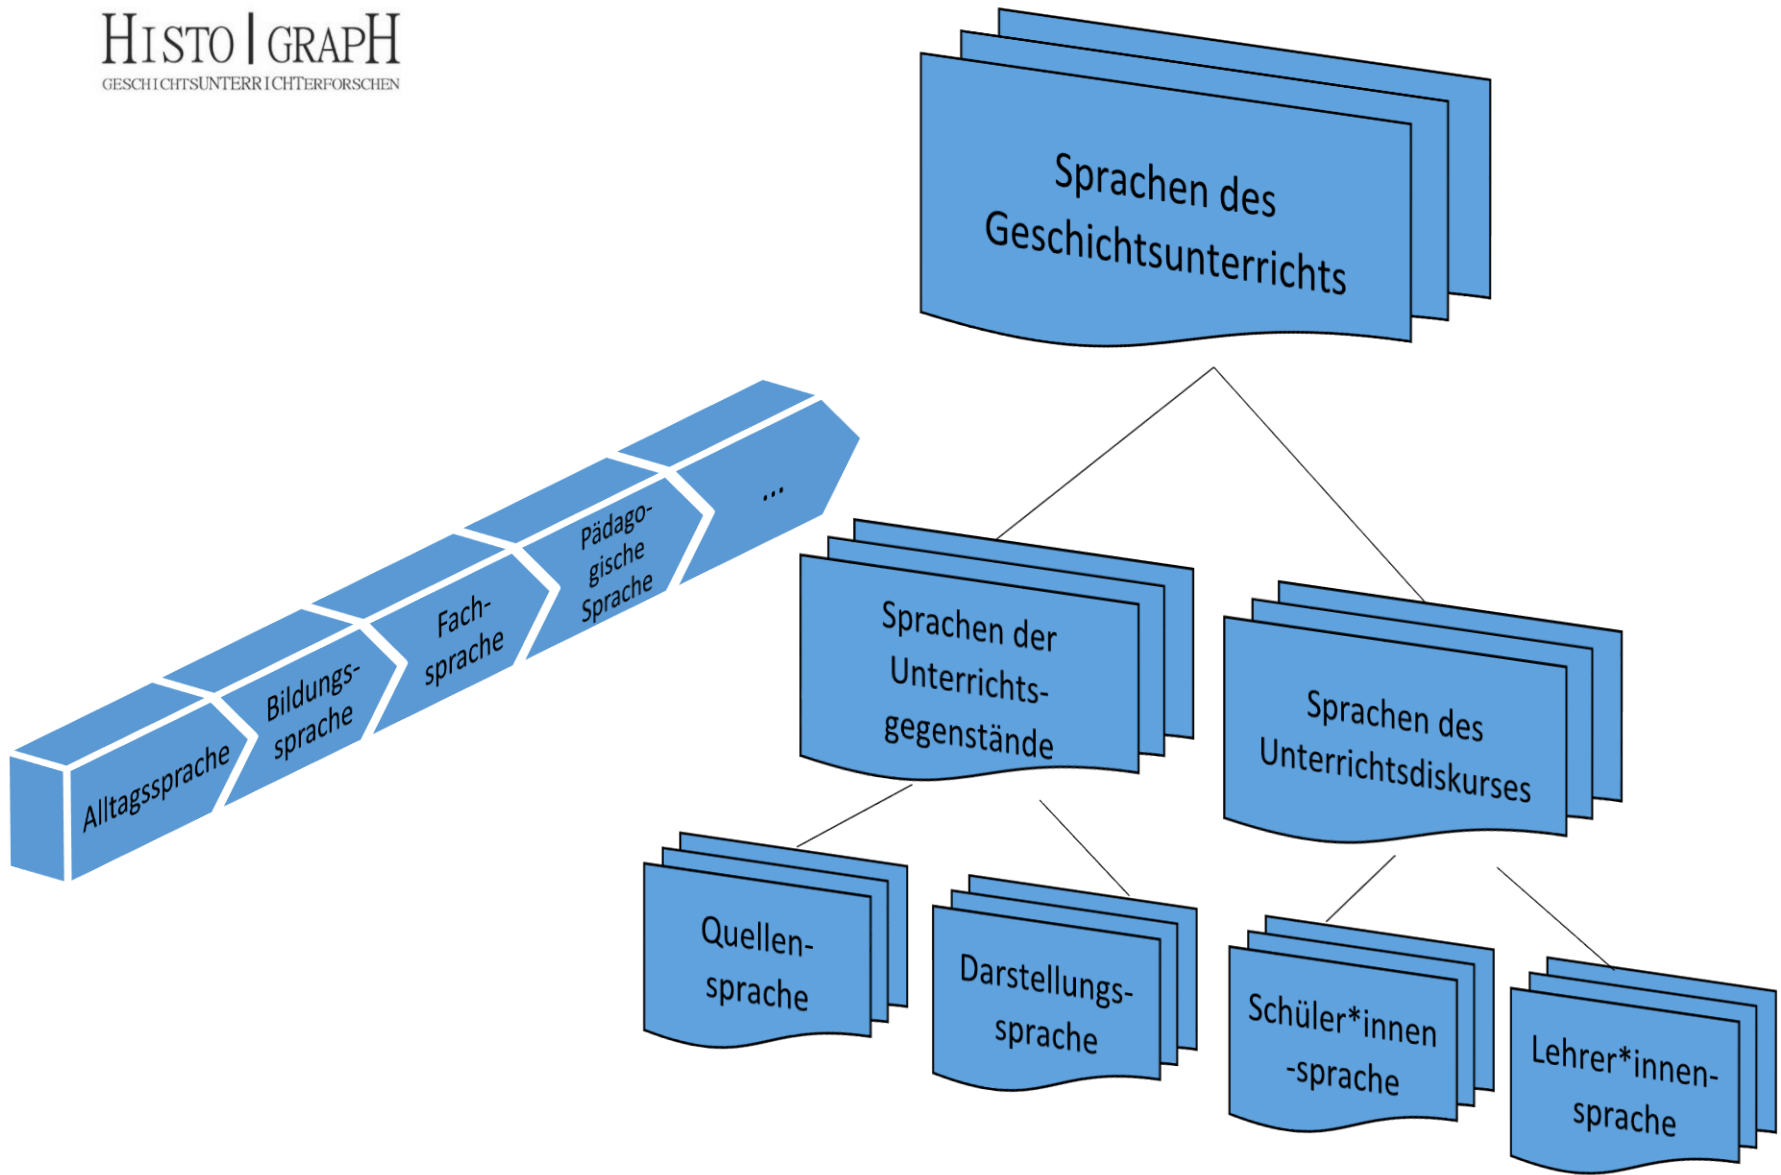 HISTO | GRAPH
GESCHICHTSUNTERRICHTERFORSCHEN
Sprachen des
Geschichtsunterrichts
Alltagssprache
Bildungs-
sprache
Fach-
sprache
Pädago-
gische
Sprache
...
Sprachen der
Unterrichts-
gegenstände
Sprachen des
Unterrichtsdiskurses
Quellen-
sprache
Darstellungs-
sprache
Schüler*innen
-sprache
Lehrer*innen-
sprache